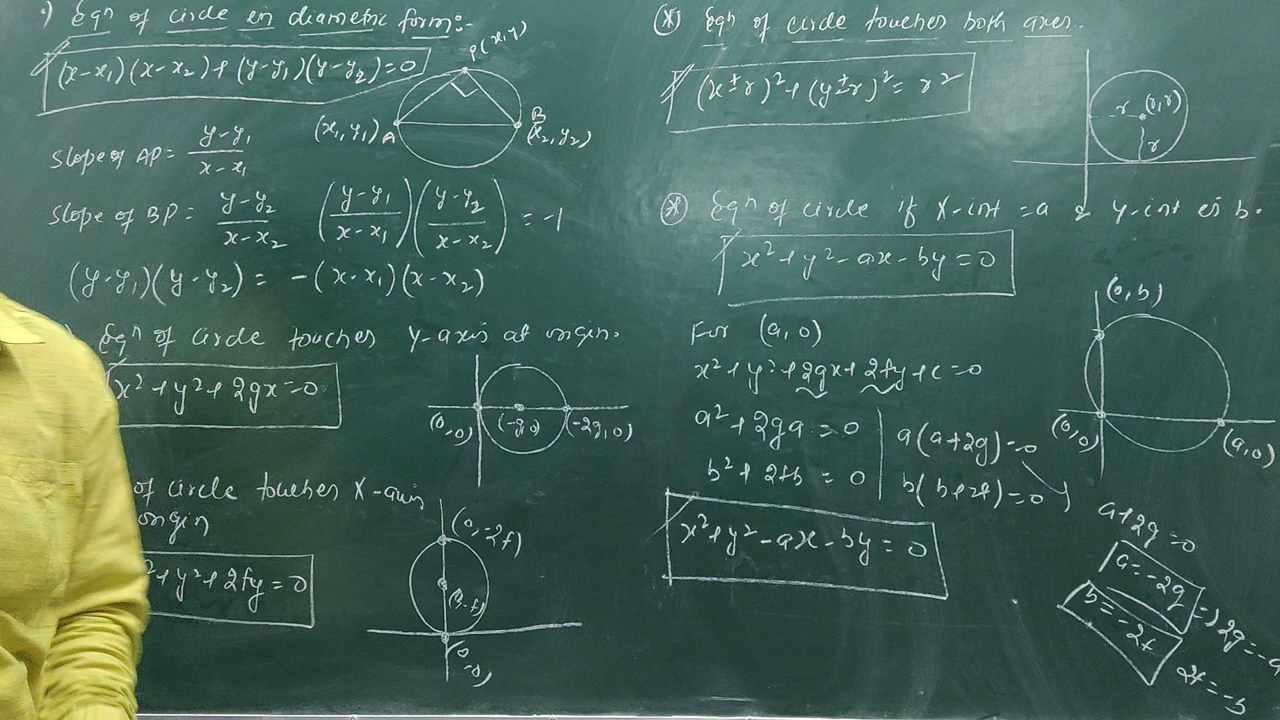 ·) Eqn of circle in diametric form:-
(x-x₁)(x-x₂)+(y-y₁)(y-y₂)=0
P(x,y)
(x₁,y₁) A
B
(x₂,y₂)
Slope of AP = (y-y₁)/(x-x₁)
Slope of BP = (y-y₂)/(x-x₂) ((y-y₁)/(x-x₁))((y-y₂)/(x-x₂)) = -1
(y-y₁)(y-y₂) = -(x-x₁)(x-x₂)
) Eqn of circle touches Y-axis at origin.
x²+y²+2gx=0
(0,0)
(-g,0)
(-2g,0)
of circle touches X-axis
origin
²+y²+2fy=0
(0,-2f)
(0,-f)
(0,0)
(*) Eqn of circle touches both axes.
(x±r)²+(y±r)²=r²
r
r
(*) Eqn of circle if X-int = a & y-int is b.
x²+y²-ax-by=0
For (a,0)
x²+y²+2gx+2fy+c=0
a²+2ga=0
b²+2fb=0
a(a+2g)=0
b(b+2f)=0
x²+y²-ax-by=0
(0,b)
(0,0)
(a,0)
a+2g=0
a=-2g
b=-2f
=> 2g=-a
2f=-b